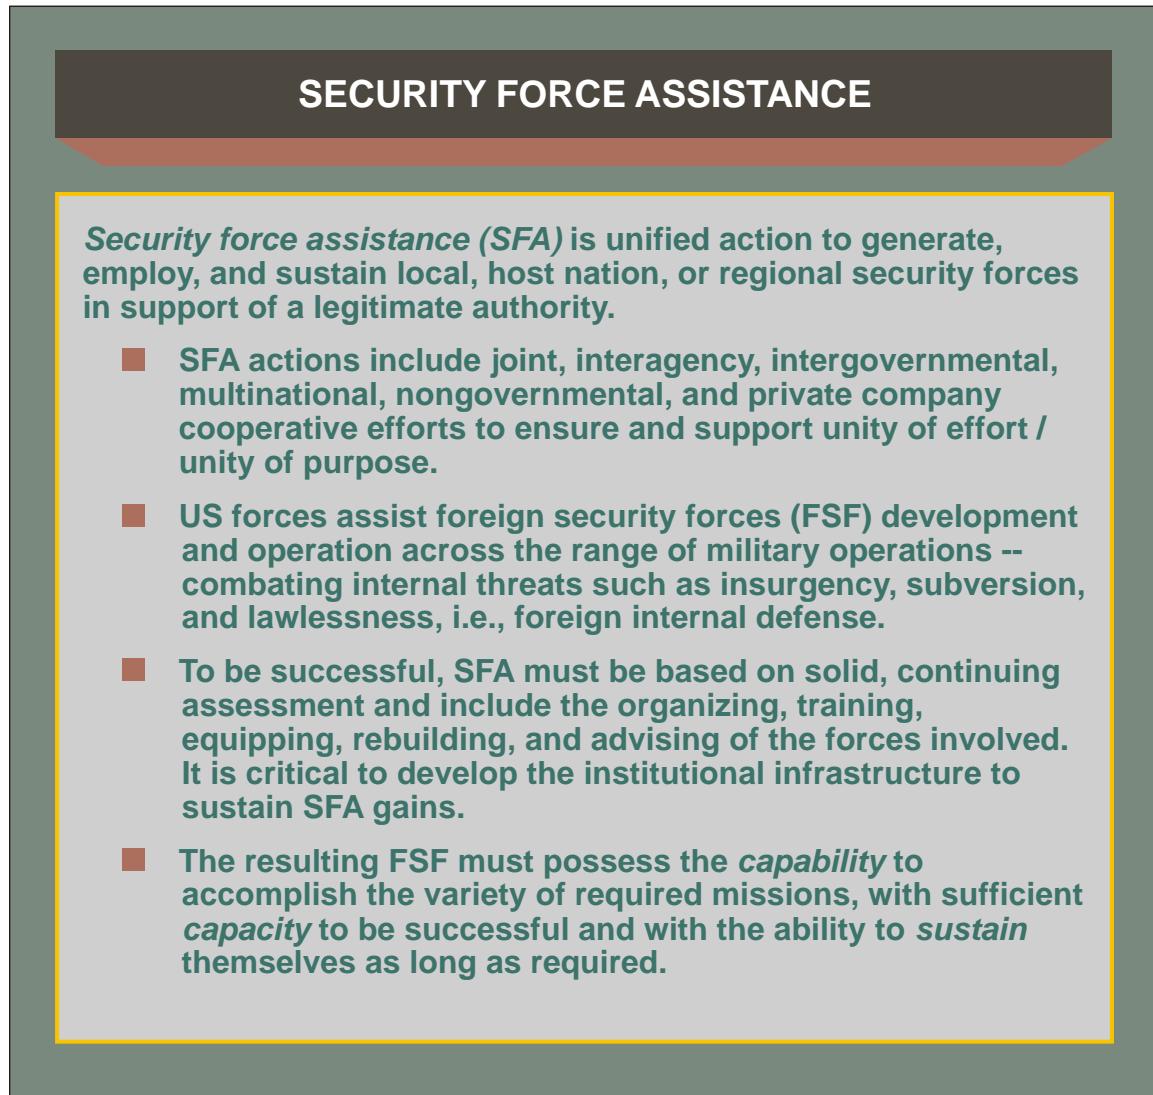 SECURITY FORCE ASSISTANCE
Security force assistance (SFA) is unified action to generate,
employ, and sustain local, host nation, or regional security forces
in support of a legitimate authority.
SFA actions include joint, interagency, intergovernmental,
multinational, nongovernmental, and private company
cooperative efforts to ensure and support unity of effort /
unity of purpose.
US forces assist foreign security forces (FSF) development
and operation across the range of military operations --
combating internal threats such as insurgency, subversion,
and lawlessness, i.e., foreign internal defense.
To be successful, SFA must be based on solid, continuing
assessment and include the organizing, training,
equipping, rebuilding, and advising of the forces involved.
It is critical to develop the institutional infrastructure to
sustain SFA gains.
The resulting FSF must possess the capability to
accomplish the variety of required missions, with sufficient
capacity to be successful and with the ability to sustain
themselves as long as required.